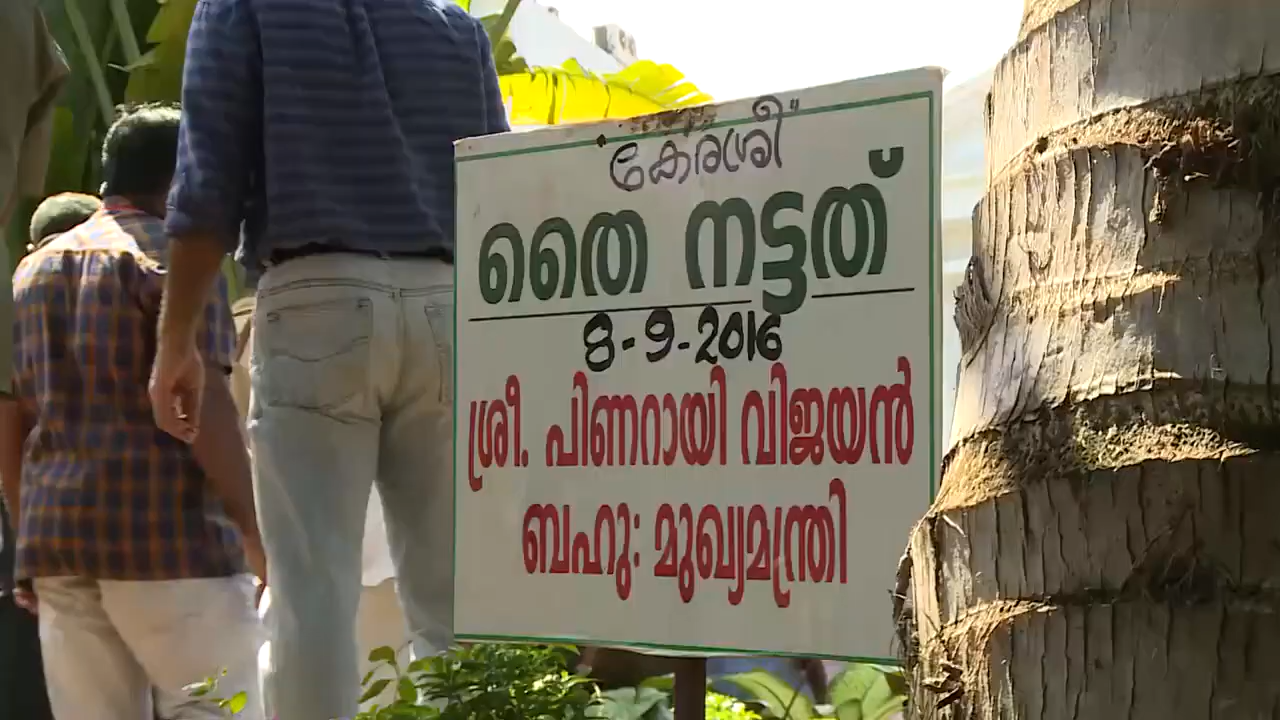 "കേരശ്രീ"
തൈ നട്ടത്
8-9-2016
ശ്രീ. പിണറായി വിജയൻ
ബഹു: മുഖ്യമന്ത്രി